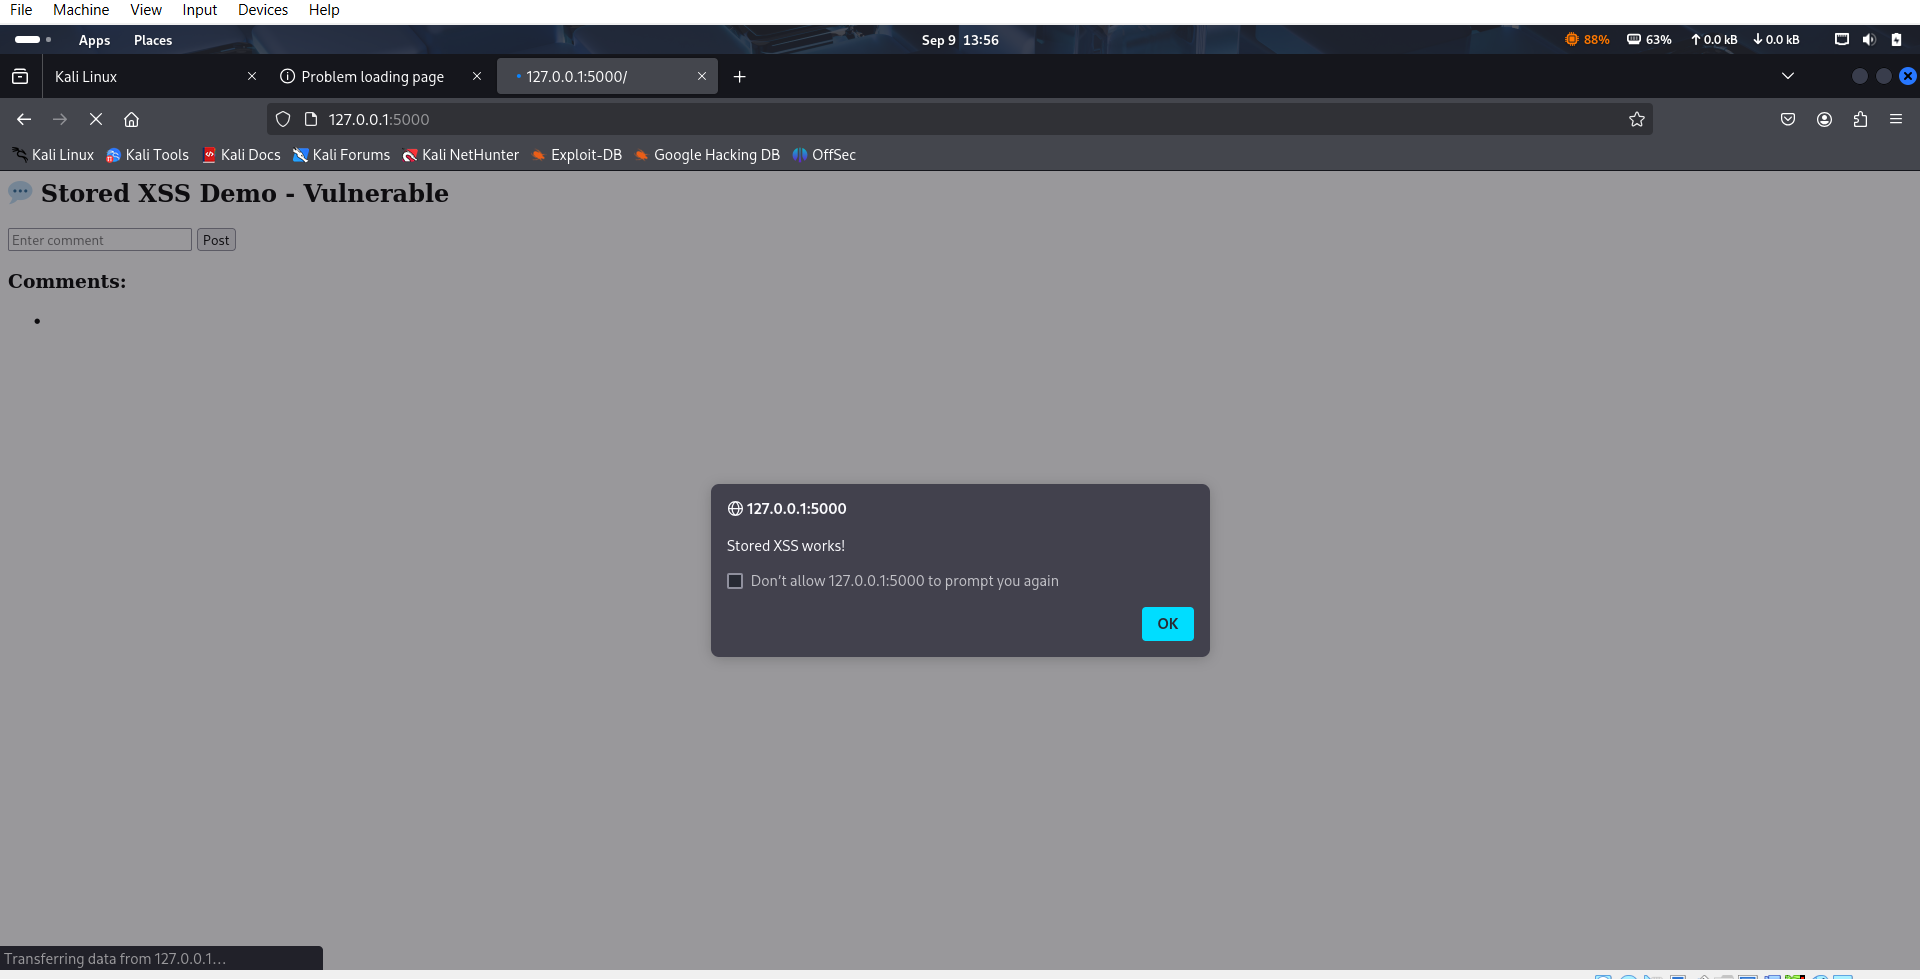 File Machine View Input Devices Help
Apps Places Sep 9 13:56 88% 63% ↑ 0.0 kB ↓ 0.0 kB
Kali Linux Problem loading page 127.0.0.1:5000/
127.0.0.1:5000
Kali Linux Kali Tools Kali Docs Kali Forums Kali NetHunter Exploit-DB Google Hacking DB OffSec
💬 Stored XSS Demo - Vulnerable
Enter comment Post
Comments:
•
127.0.0.1:5000
Stored XSS works!
Don’t allow 127.0.0.1:5000 to prompt you again
OK
Transferring data from 127.0.0.1…